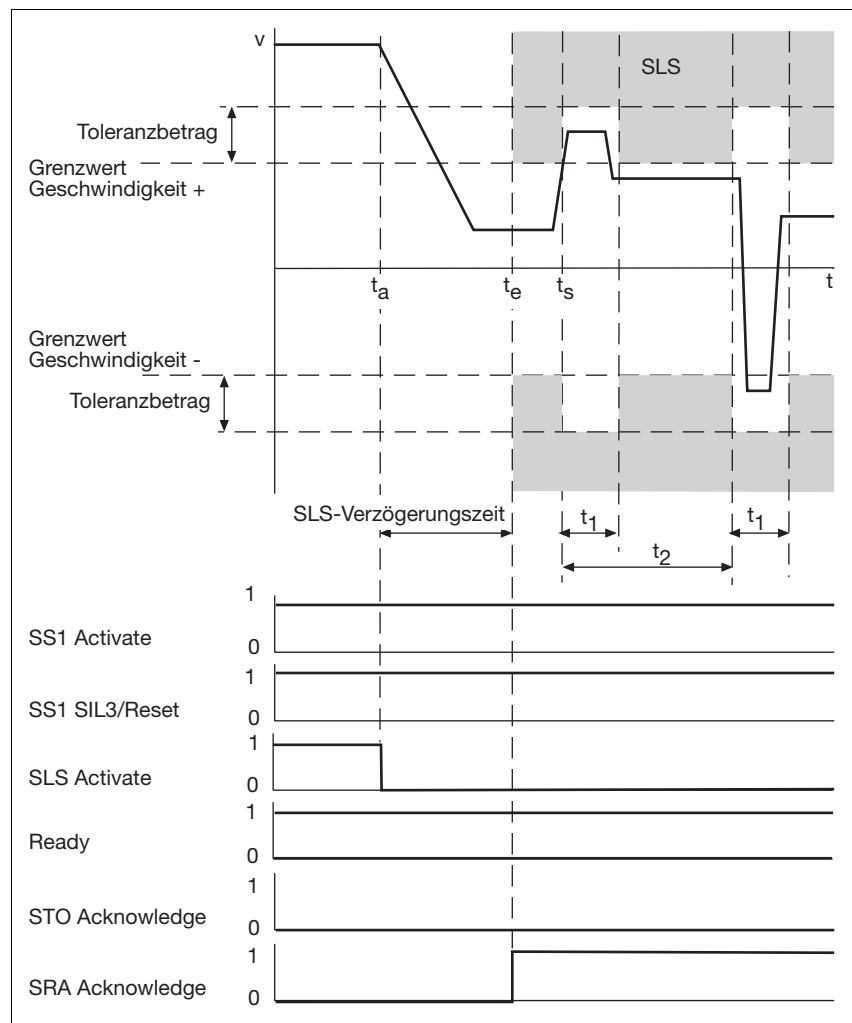 v
SLS
Toleranzbetrag
Grenzwert
Geschwindigkeit +
ta te ts t
Grenzwert
Geschwindigkeit -
Toleranzbetrag
SLS-Verzögerungszeit t1 t1
t2
1
SS1 Activate
0
1
SS1 SIL3/Reset
0
1
SLS Activate
0
1
Ready
0
1
STO Acknowledge
0
1
SRA Acknowledge
0